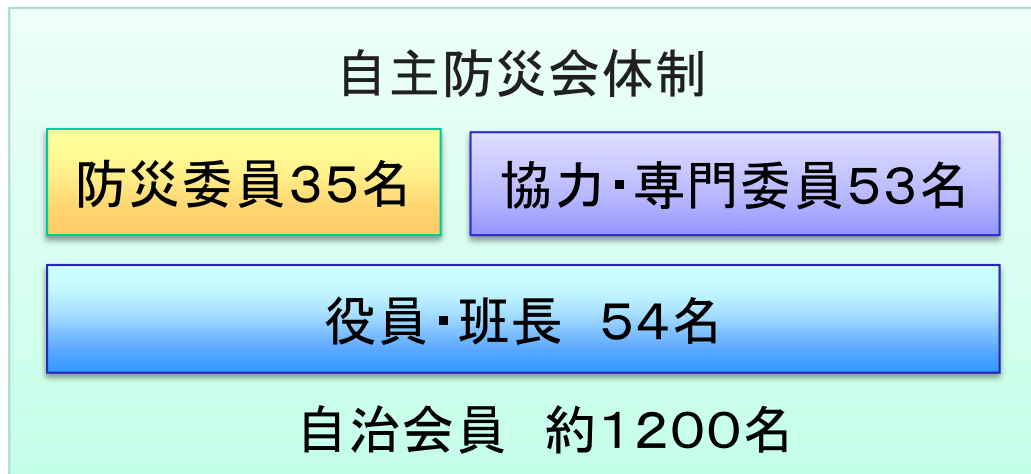 自主防災会体制
防災委員３５名
協力・専門委員５３名
役員・班長　５４名
自治会員　約１２００名